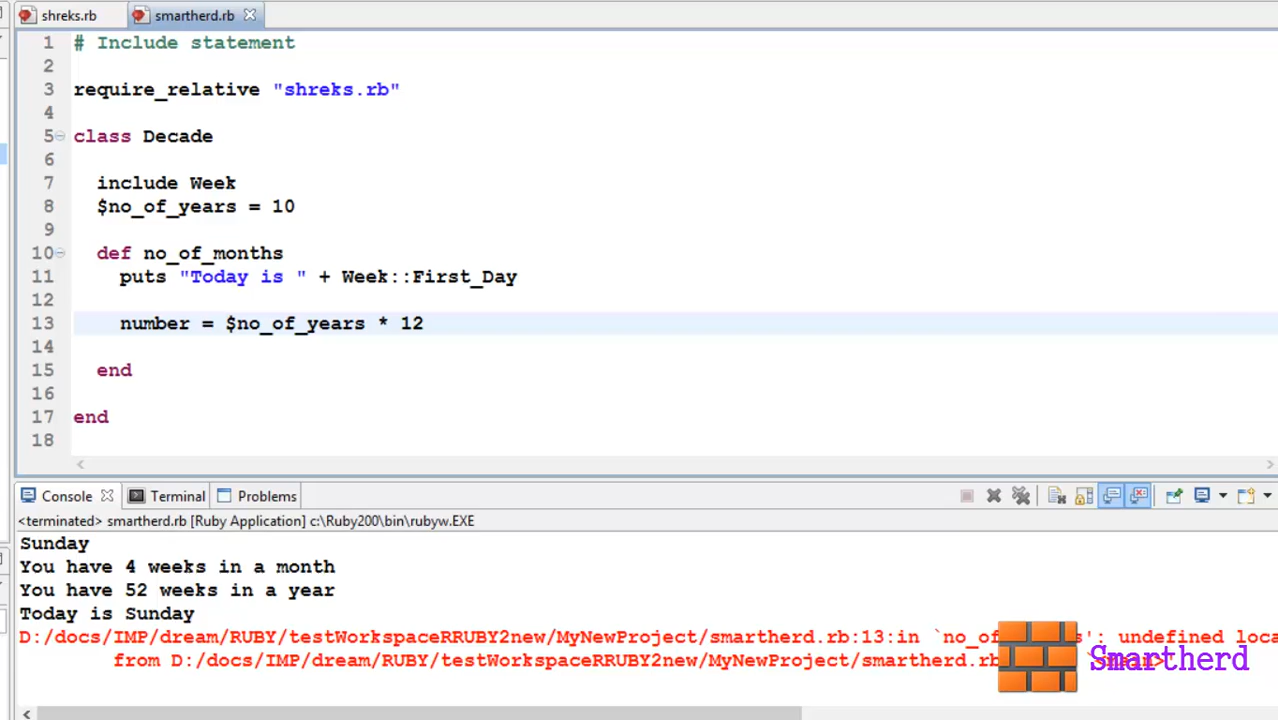 shreks.rb smartherd.rb
1 # Include statement
2
3 require_relative "shreks.rb"
4
5 class Decade
6
7 include Week
8 $no_of_years = 10
9
10 def no_of_months
11 puts "Today is " + Week::First_Day
12
13 number = $no_of_years * 12
14
15 end
16
17 end
18
Console Terminal Problems
<terminated> smartherd.rb [Ruby Application] c:\Ruby200\bin\rubyw.EXE
Sunday
You have 4 weeks in a month
You have 52 weeks in a year
Today is Sunday
D:/docs/IMP/dream/RUBY/testWorkspaceRRUBY2new/MyNewProject/smartherd.rb:13:in `no_of s': undefined loca
from D:/docs/IMP/dream/RUBY/testWorkspaceRRUBY2new/MyNewProject/smartherd.rb
Smartherd